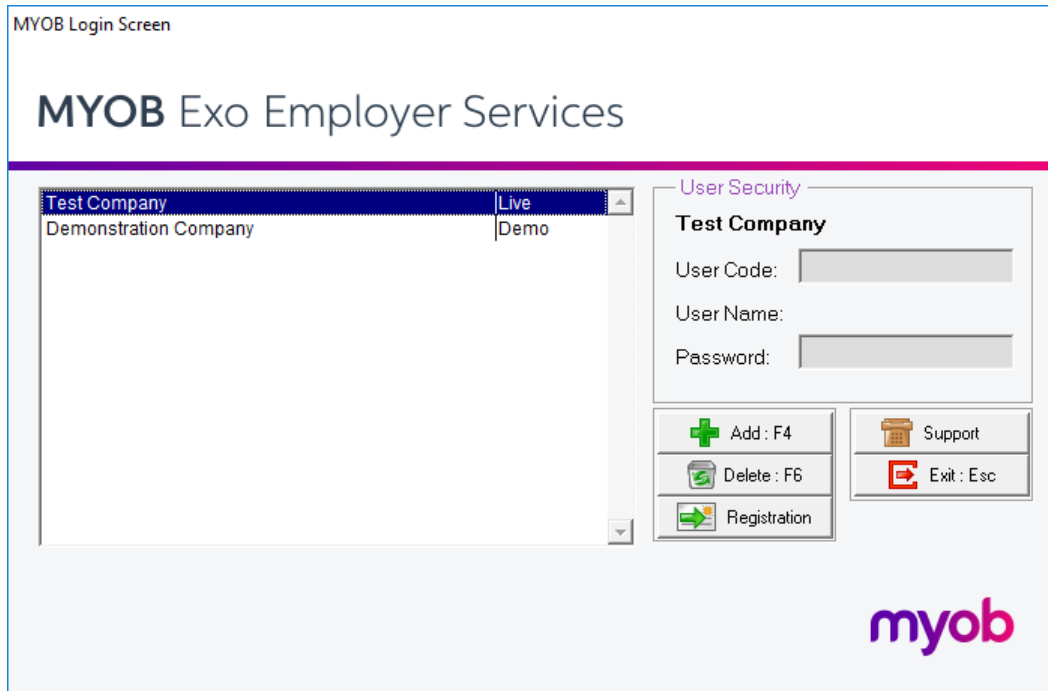 MYOB Login Screen
MYOB Exo Employer Services
Test Company Live
Demonstration Company Demo
User Security
Test Company
User Code:
User Name:
Password:
Add : F4
Support
Delete : F6
Exit : Esc
Registration
myob